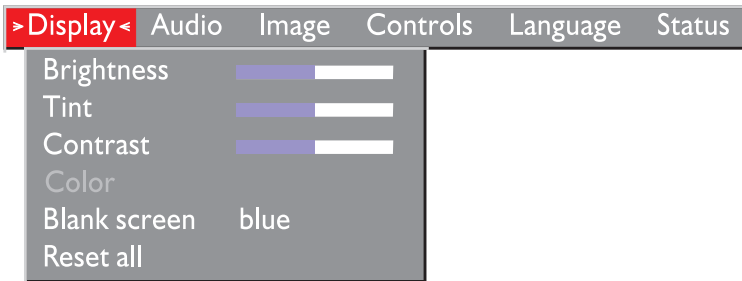 >Display< Audio Image Controls Language Status
Brightness
Tint
Contrast
Color
Blank screen blue
Reset all